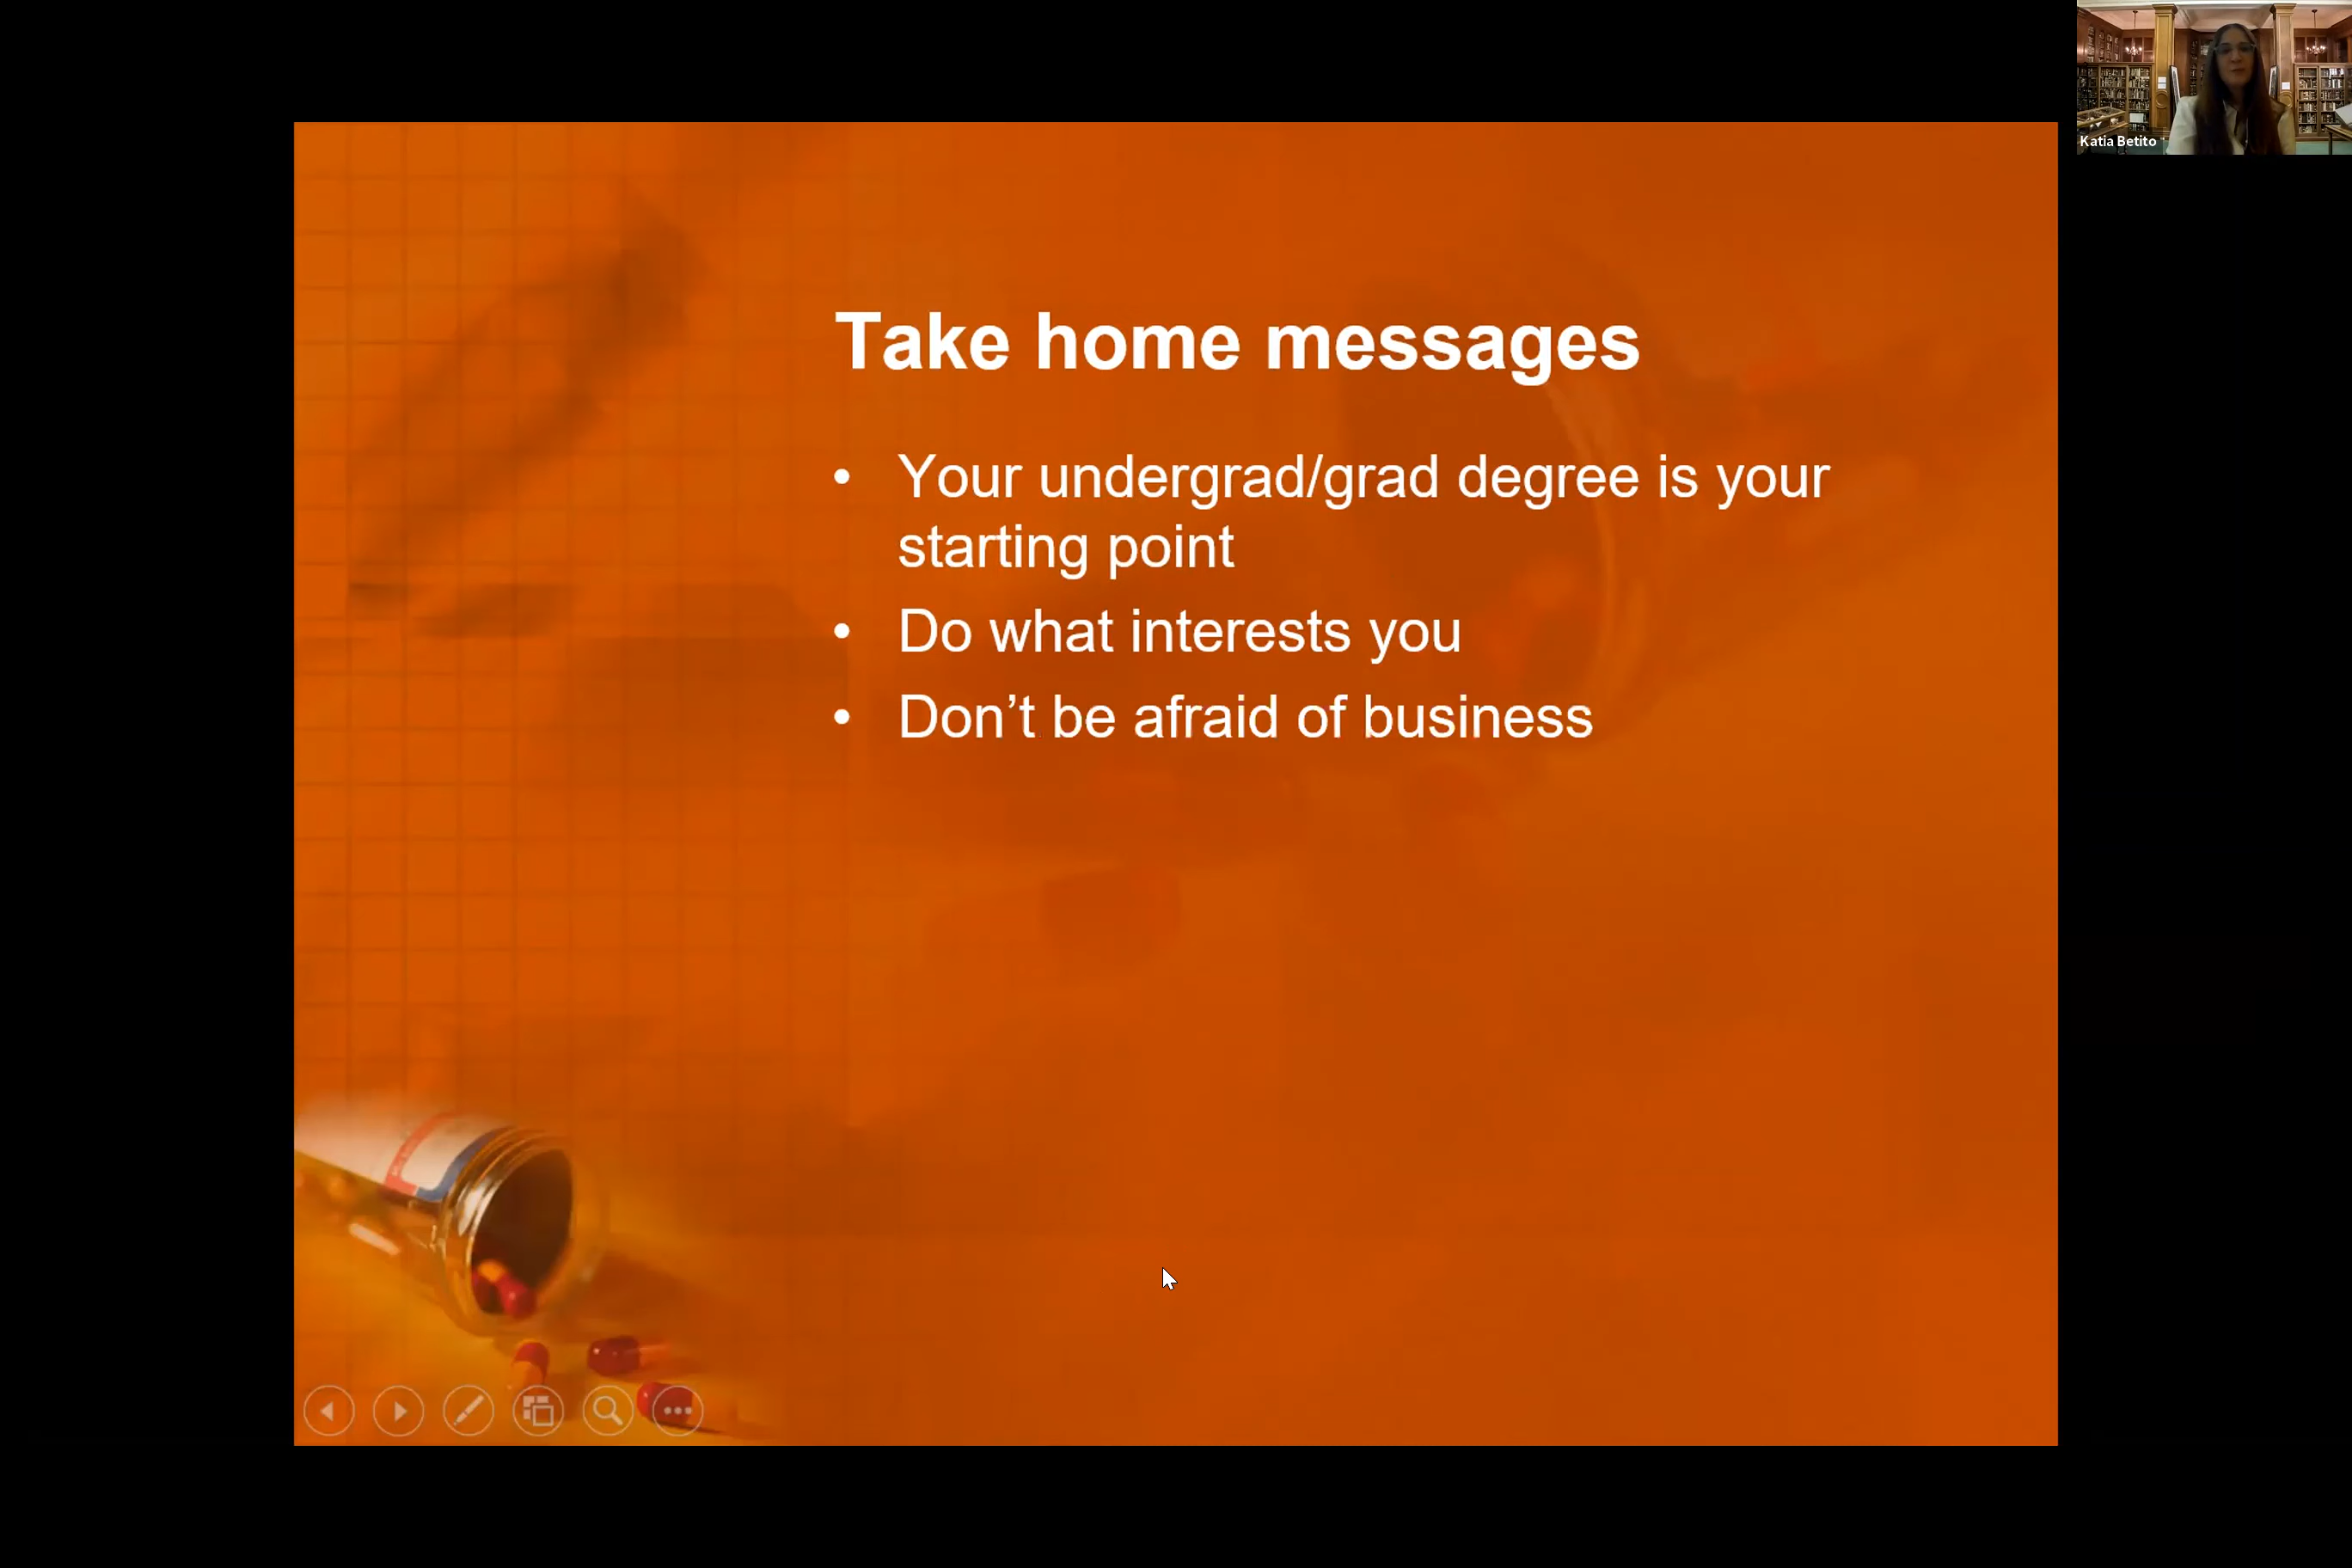 Katia Betito
Take home messages
• Your undergrad/grad degree is your
starting point
• Do what interests you
• Don’t be afraid of business